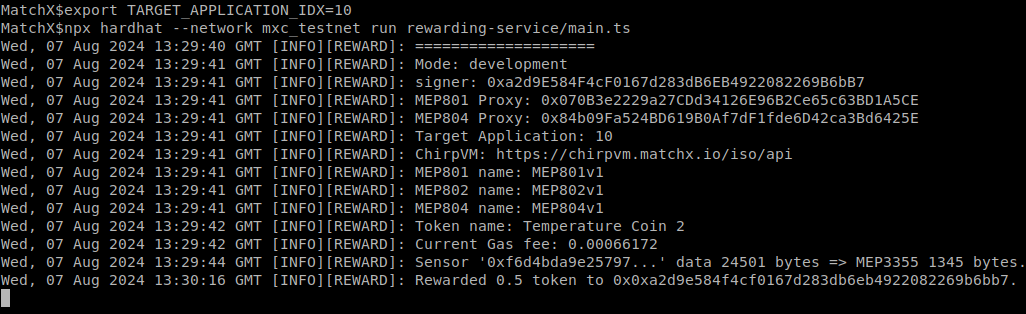 MatchX$export TARGET_APPLICATION_IDX=10
MatchX$npx hardhat --network mxc_testnet run rewarding-service/main.ts
Wed, 07 Aug 2024 13:29:40 GMT [INFO][REWARD]: ====================
Wed, 07 Aug 2024 13:29:41 GMT [INFO][REWARD]: Mode: development
Wed, 07 Aug 2024 13:29:41 GMT [INFO][REWARD]: signer: 0xa2d9E584F4cF0167d283dB6EB4922082269B6bB7
Wed, 07 Aug 2024 13:29:41 GMT [INFO][REWARD]: MEP801 Proxy: 0x070B3e2229a27CDd34126E96B2Ce65c63BD1A5CE
Wed, 07 Aug 2024 13:29:41 GMT [INFO][REWARD]: MEP804 Proxy: 0x84b09Fa524BD619B0Af7dF1fde6D42ca3Bd6425E
Wed, 07 Aug 2024 13:29:41 GMT [INFO][REWARD]: Target Application: 10
Wed, 07 Aug 2024 13:29:41 GMT [INFO][REWARD]: ChirpVM: https://chirpvm.matchx.io/iso/api
Wed, 07 Aug 2024 13:29:41 GMT [INFO][REWARD]: MEP801 name: MEP801v1
Wed, 07 Aug 2024 13:29:41 GMT [INFO][REWARD]: MEP802 name: MEP802v1
Wed, 07 Aug 2024 13:29:41 GMT [INFO][REWARD]: MEP804 name: MEP804v1
Wed, 07 Aug 2024 13:29:42 GMT [INFO][REWARD]: Token name: Temperature Coin 2
Wed, 07 Aug 2024 13:29:42 GMT [INFO][REWARD]: Current Gas fee: 0.00066172
Wed, 07 Aug 2024 13:29:44 GMT [INFO][REWARD]: Sensor '0xf6d4bda9e25797...' data 24501 bytes => MEP3355 1345 bytes.
Wed, 07 Aug 2024 13:30:16 GMT [INFO][REWARD]: Rewarded 0.5 token to 0x0xa2d9e584f4cf0167d283db6eb4922082269b6bb7.